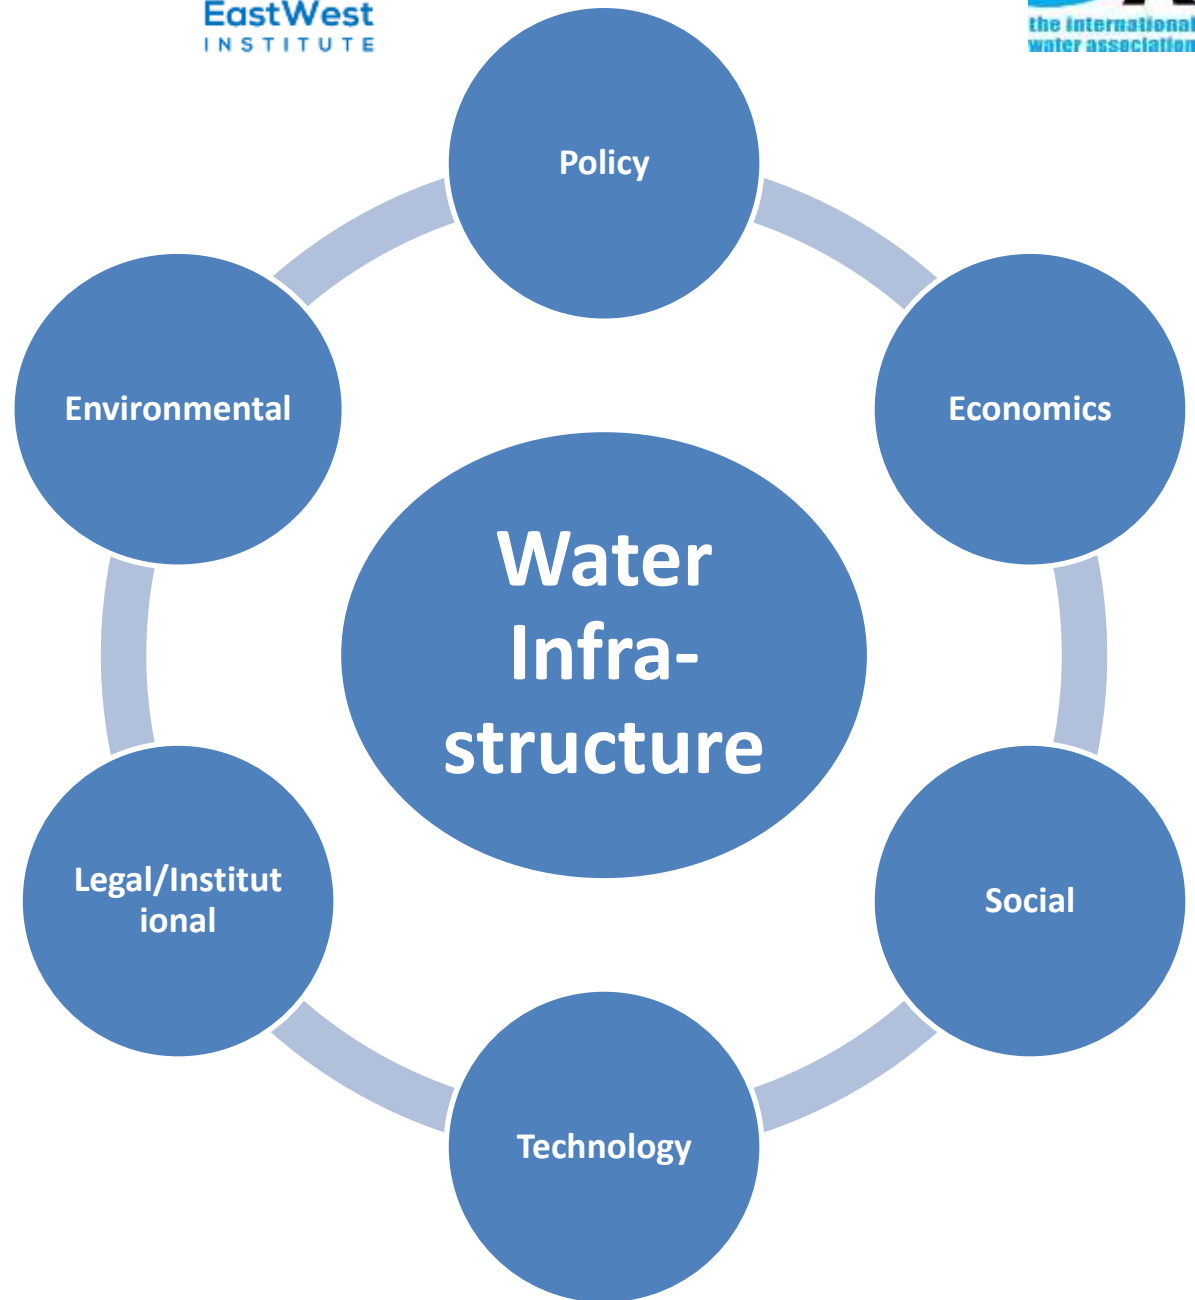 EastWest
INSTITUTE
the international
water association
Policy
Environmental
Economics
Water
Infra-
structure
Legal/Institut
ional
Social
Technology